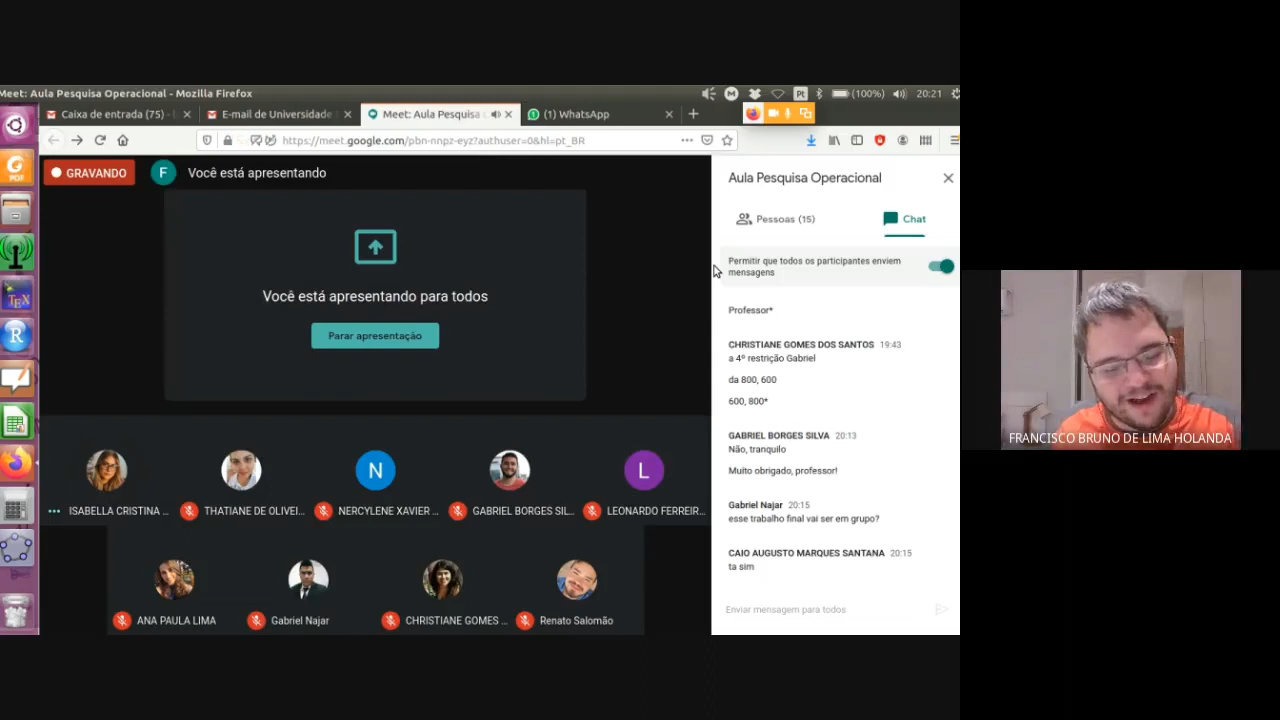 Meet: Aula Pesquisa Operacional - Mozilla Firefox
Pt
(100%)
20:21
Caixa de entrada (75) -
E-mail de Universidade
Meet: Aula Pesquisa
(1) WhatsApp
https://meet.google.com/pbn-nnpz-eyz?authuser=0&hl=pt_BR
GRAVANDO
F
Você está apresentando
Você está apresentando para todos
Parar apresentação
ISABELLA CRISTINA ...
THATIANE DE OLIVEI...
N
NERCYLENE XAVIER ...
GABRIEL BORGES SIL...
L
LEONARDO FERREIR...
ANA PAULA LIMA
Gabriel Najar
CHRISTIANE GOMES ...
Renato Salomão
Aula Pesquisa Operacional
Pessoas (15)
Chat
Permitir que todos os participantes enviem
mensagens
Professor*
CHRISTIANE GOMES DOS SANTOS 19:43
a 4º restrição Gabriel
da 800, 600
600, 800*
GABRIEL BORGES SILVA 20:13
Não, tranquilo
Muito obrigado, professor!
Gabriel Najar 20:15
esse trabalho final vai ser em grupo?
CAIO AUGUSTO MARQUES SANTANA 20:15
ta sim
Enviar mensagem para todos
FRANCISCO BRUNO DE LIMA HOLANDA